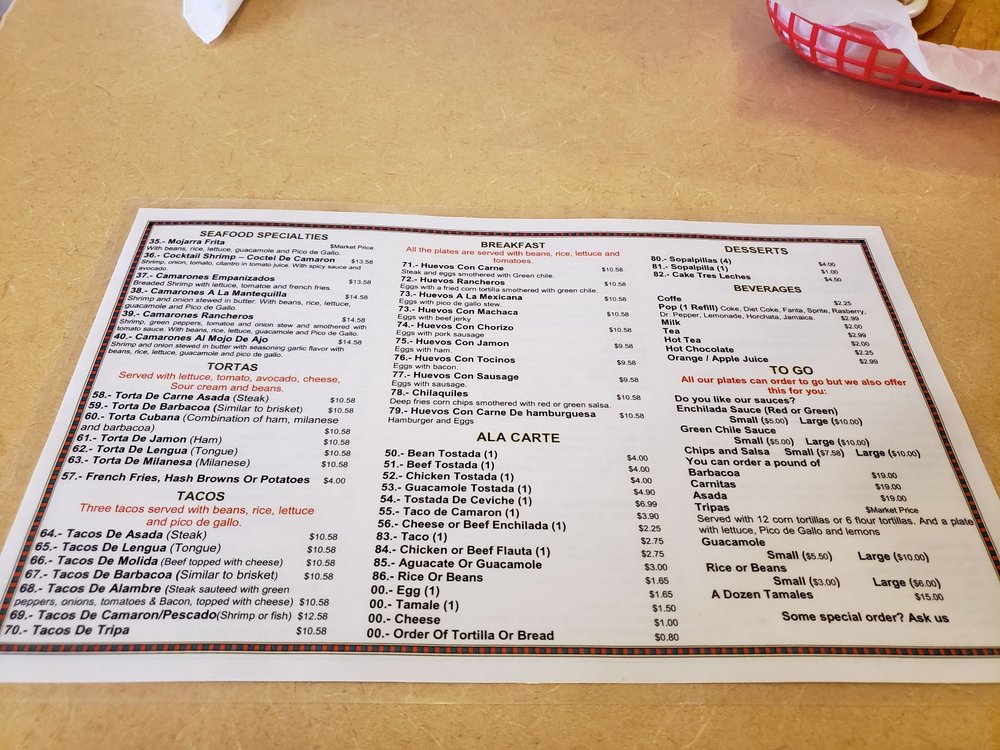 SEAFOOD SPECIALTIES
35.- Mojarra Frita $Market Price
With beans, rice, lettuce, guacamole and Pico de Gallo.
36.- Cocktail Shrimp – Coctel De Camaron $13.58
Shrimp, onion, tomato, cilantro in tomato juice. With spicy sauce and
avocado.
37.- Camarones Empanizados $13.58
Breaded Shrimp with lettuce, tomatoe and french fries.
38.- Camarones A La Mantequilla $14.58
Shrimp and onion stewed in butter. With beans, rice, lettuce,
guacamole and Pico de Gallo.
39.- Camarones Rancheros $14.58
Shrimp, green peppers, tomatoe and onion stew and smothered with
tomato sauce. With beans, rice, lettuce, guacamole and Pico de Gallo.
40.- Camarones Al Mojo De Ajo $14.58
Shrimp and onion stewed in butter with seasoning garlic flavor with
beans, rice, lettuce, guacamole and pico de gallo.
TORTAS
Served with lettuce, tomato, avocado, cheese,
Sour cream and beans.
58.- Torta De Carne Asada (Steak) $10.58
59.- Torta De Barbacoa (Similar to brisket) $10.58
60.- Torta Cubana (Combination of ham, milanese
and barbacoa) $10.58
61.- Torta De Jamon (Ham) $10.58
62.- Torta De Lengua (Tongue) $10.58
63.- Torta De Milanesa (Milanese) $10.58
57.- French Fries, Hash Browns Or Potatoes $4.00
TACOS
Three tacos served with beans, rice, lettuce
and pico de gallo.
64.- Tacos De Asada (Steak) $10.58
65.- Tacos De Lengua (Tongue) $10.58
66.- Tacos De Molida (Beef topped with cheese) $10.58
67.- Tacos De Barbacoa (Similar to brisket) $10.58
68.- Tacos De Alambre (Steak sauteed with green
peppers, onions, tomatoes & Bacon, topped with cheese) $10.58
69.- Tacos De Camaron/Pescado(Shrimp or fish) $12.58
70.- Tacos De Tripa $10.58
BREAKFAST
All the plates are served with beans, rice, lettuce and
tomatoes.
71.- Huevos Con Carne $10.58
Steak and eggs smothered with Green chile.
72.- Huevos Rancheros $10.58
Eggs with a fried corn tortilla smothered with green chile.
73.- Huevos A La Mexicana $10.58
Eggs with pico de gallo stew.
73.- Huevos Con Machaca $10.58
Eggs with beef jerky
74.- Huevos Con Chorizo $10.58
Eggs with pork sausage
75.- Huevos Con Jamon $9.58
Eggs with ham.
76.- Huevos Con Tocinos $9.58
Eggs with bacon.
77.- Huevos Con Sausage $9.58
Eggs with sausage.
78.- Chilaquiles $10.58
Deep fries corn chips smothered with red or green salsa.
79.- Huevos Con Carne De hamburguesa $10.58
Hamburger and Eggs
ALA CARTE
50.- Bean Tostada (1) $4.00
51.- Beef Tostada (1) $4.00
52.- Chicken Tostada (1) $4.00
53.- Guacamole Tostada (1) $4.90
54.- Tostada De Ceviche (1) $6.99
55.- Taco de Camaron (1) $3.90
56.- Cheese or Beef Enchilada (1) $2.25
83.- Taco (1) $2.75
84.- Chicken or Beef Flauta (1) $2.75
85.- Aguacate Or Guacamole $3.00
86.- Rice Or Beans $1.65
00.- Egg (1) $1.65
00.- Tamale (1) $1.50
00.- Cheese $1.00
00.- Order Of Tortilla Or Bread $0.80
DESSERTS
80.- Sopalpillas (4) $4.00
81.- Sopalpilla (1) $1.00
82.- Cake Tres Leches $4.50
BEVERAGES
Coffe $2.25
Pop (1 Refill) Coke, Diet Coke, Fanta, Sprite, Rasberry,
Dr. Pepper, Lemonade, Horchata, Jamaica. $2.99
Milk $2.00
Tea $2.99
Hot Tea $2.00
Hot Chocolate $2.25
Orange / Apple Juice $2.99
TO GO
All our plates can order to go but we also offer
this for you:
Do you like our sauces?
Enchilada Sauce (Red or Green)
Small ($5.00) Large ($10.00)
Green Chile Sauce
Small ($5.00) Large ($10.00)
Chips and Salsa Small ($7.58) Large ($10.00)
You can order a pound of
Barbacoa $19.00
Carnitas $19.00
Asada $19.00
Tripas $Market Price
Served with 12 corn tortillas or 6 flour tortillas. And a plate
with lettuce, Pico de Gallo and lemons
Guacamole
Small ($5.50) Large ($10.00)
Rice or Beans
Small ($3.00) Large ($6.00)
A Dozen Tamales $15.00
Some special order? Ask us